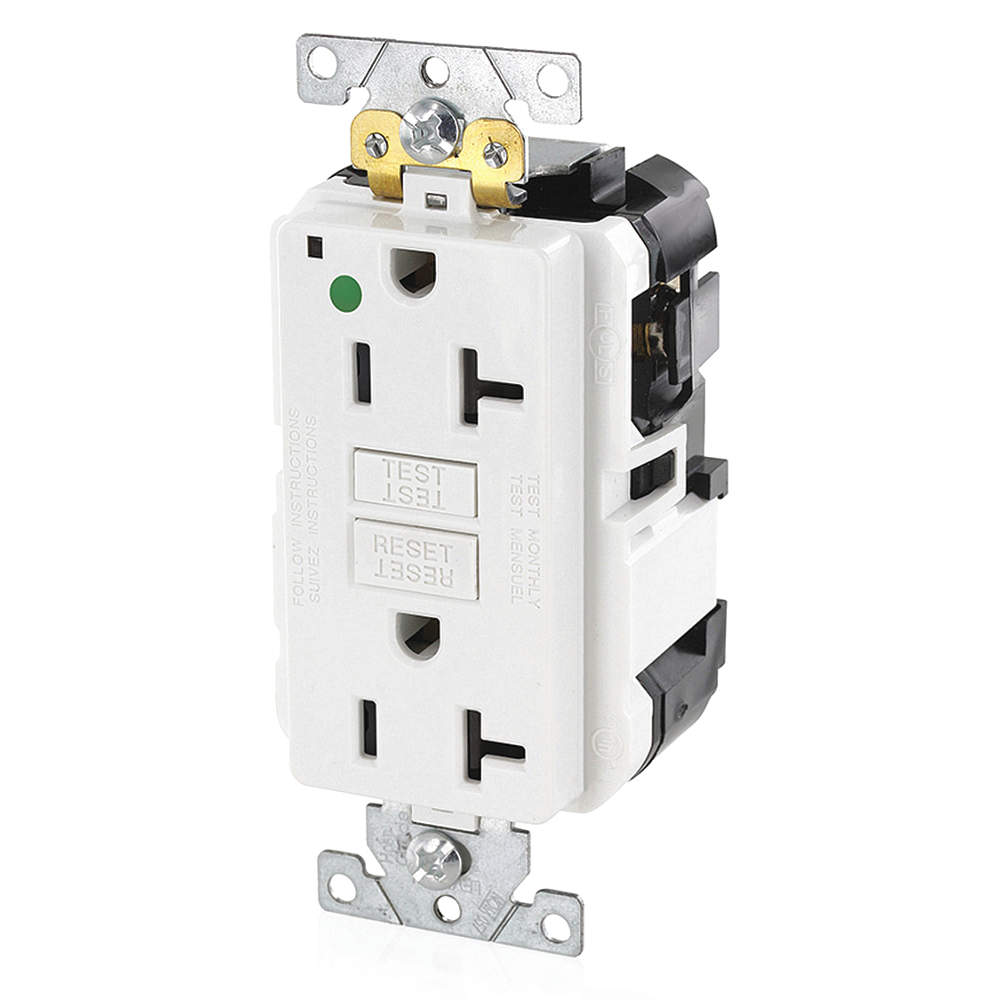 FOLLOW INSTRUCTIONS
SUIVEZ INSTRUCTIONS
TEST
TEST
RESET
RESET
TEST MONTHLY
TEST MENSUEL